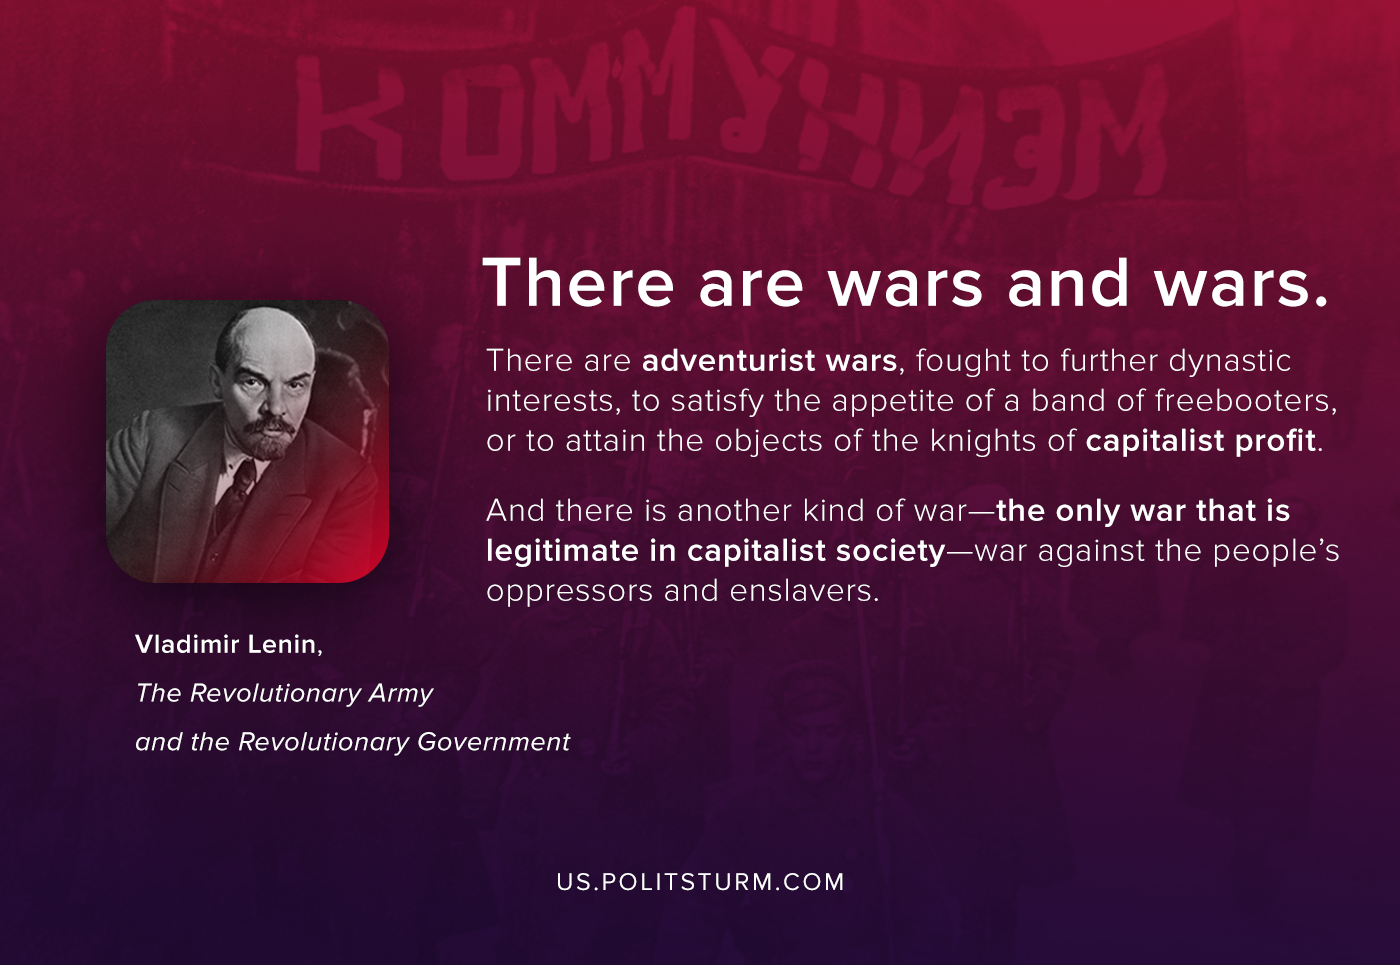 КОММУНИЗМ
There are wars and wars.
There are adventurist wars, fought to further dynastic
interests, to satisfy the appetite of a band of freebooters,
or to attain the objects of the knights of capitalist profit.
And there is another kind of war—the only war that is
legitimate in capitalist society—war against the people’s
oppressors and enslavers.
Vladimir Lenin,
The Revolutionary Army
and the Revolutionary Government
US.POLITSTURM.COM